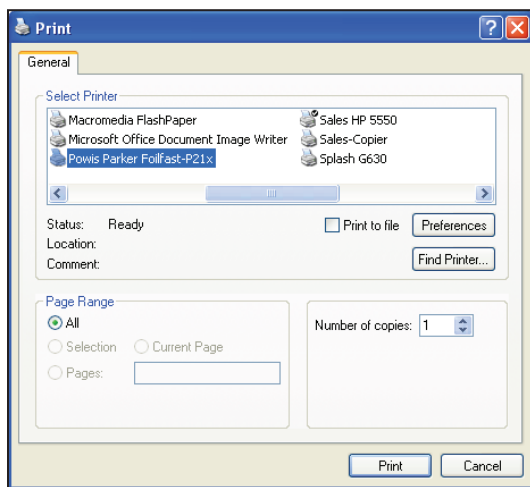 Print
General
Select Printer
Macromedia FlashPaper
Microsoft Office Document Image Writer
Powis Parker Foilfast-P21x
Sales HP 5550
Sales-Copier
Splash G630
Status: Ready
Location:
Comment:
Print to file
Preferences
Find Printer...
Page Range
All
Selection
Current Page
Pages:
Number of copies: 1
Print
Cancel